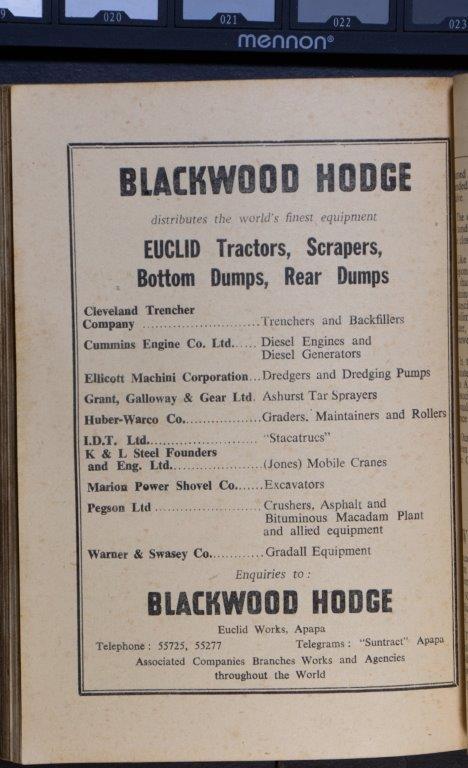 020
021
022
023
mennon®
BLACKWOOD HODGE
distributes the world's finest equipment
EUCLID Tractors, Scrapers,
Bottom Dumps, Rear Dumps
Cleveland Trencher
Company ........................Trenchers and Backfillers
Cummins Engine Co. Ltd..... Diesel Engines and
Diesel Generators
Ellicott Machini Corporation...Dredgers and Dredging Pumps
Grant, Galloway & Gear Ltd. Ashurst Tar Sprayers
Huber-Warco Co................Graders, Maintainers and Rollers
I.D.T. Ltd......................... "Stacatrucs"
K & L Steel Founders
and Eng. Ltd...................(Jones) Mobile Cranes
Marion Power Shovel Co......Excavators
Pegson Ltd ...................... Crushers, Asphalt and
Bituminous Macadam Plant
and allied equipment
Warner & Swasey Co...........Gradall Equipment
Enquiries to :
BLACKWOOD HODGE
Euclid Works, Apapa
Telephone : 55725, 55277 Telegrams : "Suntract" Apapa
Associated Companies Branches Works and Agencies
throughout the World